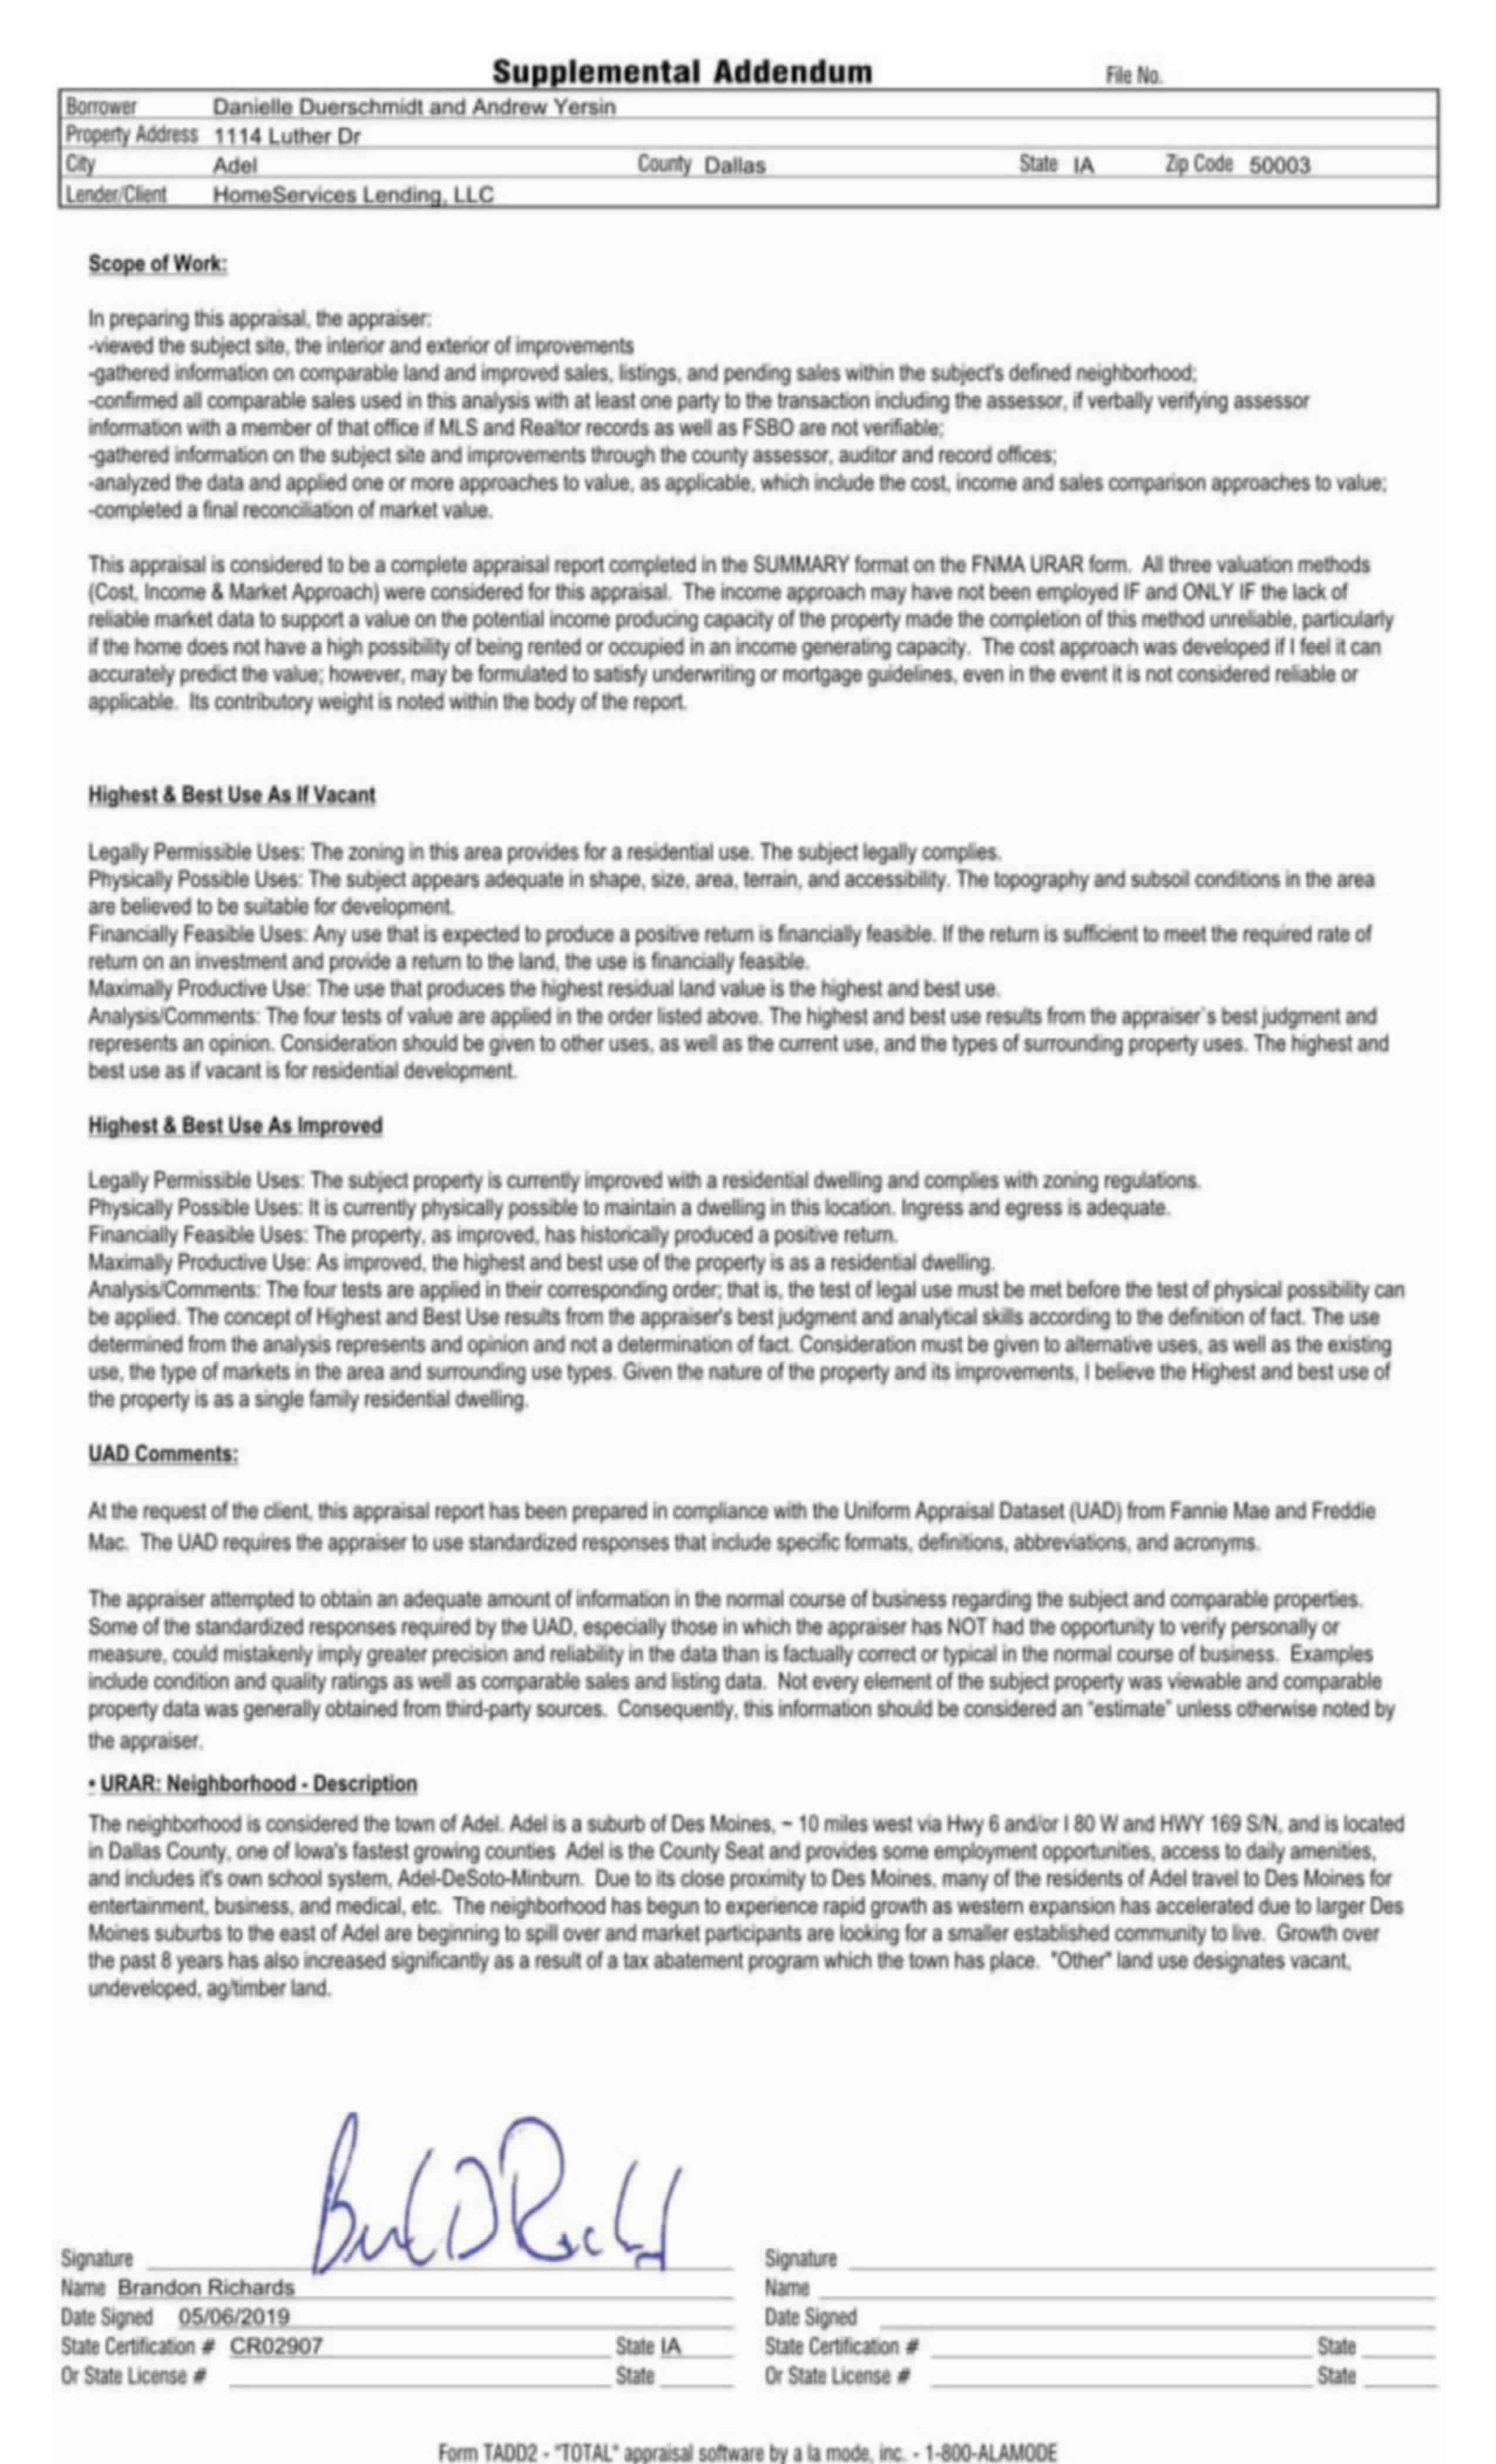 Supplemental Addendum File No.
Borrower Danielle Duerschmidt and Andrew Yersin
Property Address 1114 Luther Dr
City Adel County Dallas State IA Zip Code 50003
Lender/Client HomeServices Lending, LLC
Scope of Work:
In preparing this appraisal, the appraiser:
-viewed the subject site, the interior and exterior of improvements
-gathered information on comparable land and improved sales, listings, and pending sales within the subject's defined neighborhood;
-confirmed all comparable sales used in this analysis with at least one party to the transaction including the assessor, if verbally verifying assessor
information with a member of that office if MLS and Realtor records as well as FSBO are not verifiable;
-gathered information on the subject site and improvements through the county assessor, auditor and record offices;
-analyzed the data and applied one or more approaches to value, as applicable, which include the cost, income and sales comparison approaches to value;
-completed a final reconciliation of market value.
This appraisal is considered to be a complete appraisal report completed in the SUMMARY format on the FNMA URAR form. All three valuation methods
(Cost, Income & Market Approach) were considered for this appraisal. The income approach may have not been employed IF and ONLY IF the lack of
reliable market data to support a value on the potential income producing capacity of the property made the completion of this method unreliable, particularly
if the home does not have a high possibility of being rented or occupied in an income generating capacity. The cost approach was developed if I feel it can
accurately predict the value; however, may be formulated to satisfy underwriting or mortgage guidelines, even in the event it is not considered reliable or
applicable. Its contributory weight is noted within the body of the report.
Highest & Best Use As If Vacant
Legally Permissible Uses: The zoning in this area provides for a residential use. The subject legally complies.
Physically Possible Uses: The subject appears adequate in shape, size, area, terrain, and accessibility. The topography and subsoil conditions in the area
are believed to be suitable for development.
Financially Feasible Uses: Any use that is expected to produce a positive return is financially feasible. If the return is sufficient to meet the required rate of
return on an investment and provide a return to the land, the use is financially feasible.
Maximally Productive Use: The use that produces the highest residual land value is the highest and best use.
Analysis/Comments: The four tests of value are applied in the order listed above. The highest and best use results from the appraiser`s best judgment and
represents an opinion. Consideration should be given to other uses, as well as the current use, and the types of surrounding property uses. The highest and
best use as if vacant is for residential development.
Highest & Best Use As Improved
Legally Permissible Uses: The subject property is currently improved with a residential dwelling and complies with zoning regulations.
Physically Possible Uses: It is currently physically possible to maintain a dwelling in this location. Ingress and egress is adequate.
Financially Feasible Uses: The property, as improved, has historically produced a positive return.
Maximally Productive Use: As improved, the highest and best use of the property is as a residential dwelling.
Analysis/Comments: The four tests are applied in their corresponding order; that is, the test of legal use must be met before the test of physical possibility can
be applied. The concept of Highest and Best Use results from the appraiser's best judgment and analytical skills according to the definition of fact. The use
determined from the analysis represents and opinion and not a determination of fact. Consideration must be given to alternative uses, as well as the existing
use, the type of markets in the area and surrounding use types. Given the nature of the property and its improvements, I believe the Highest and best use of
the property is as a single family residential dwelling.
UAD Comments:
At the request of the client, this appraisal report has been prepared in compliance with the Uniform Appraisal Dataset (UAD) from Fannie Mae and Freddie
Mac. The UAD requires the appraiser to use standardized responses that include specific formats, definitions, abbreviations, and acronyms.
The appraiser attempted to obtain an adequate amount of information in the normal course of business regarding the subject and comparable properties.
Some of the standardized responses required by the UAD, especially those in which the appraiser has NOT had the opportunity to verify personally or
measure, could mistakenly imply greater precision and reliability in the data than is factually correct or typical in the normal course of business. Examples
include condition and quality ratings as well as comparable sales and listing data. Not every element of the subject property was viewable and comparable
property data was generally obtained from third-party sources. Consequently, this information should be considered an "estimate" unless otherwise noted by
the appraiser.
• URAR: Neighborhood - Description
The neighborhood is considered the town of Adel. Adel is a suburb of Des Moines, ~ 10 miles west via Hwy 6 and/or I 80 W and HWY 169 S/N, and is located
in Dallas County, one of Iowa's fastest growing counties Adel is the County Seat and provides some employment opportunities, access to daily amenities,
and includes it's own school system, Adel-DeSoto-Minburn. Due to its close proximity to Des Moines, many of the residents of Adel travel to Des Moines for
entertainment, business, and medical, etc. The neighborhood has begun to experience rapid growth as western expansion has accelerated due to larger Des
Moines suburbs to the east of Adel are beginning to spill over and market participants are looking for a smaller established community to live. Growth over
the past 8 years has also increased significantly as a result of a tax abatement program which the town has place. "Other" land use designates vacant,
undeveloped, ag/timber land.
Signature Signature
Name Brandon Richards Name
Date Signed 05/06/2019 Date Signed
State Certification # CR02907 State IA State Certification # State
Or State License # State Or State License # State
Form TADD2 - "TOTAL" appraisal software by a la mode, inc. - 1-800-ALAMODE